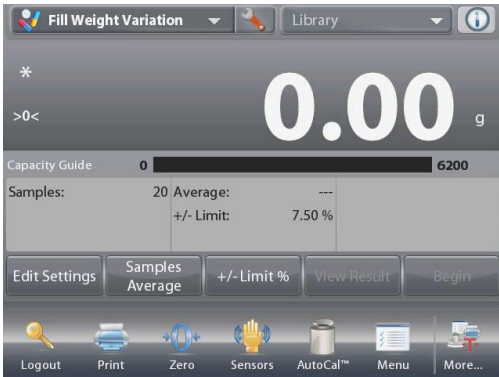 Fill Weight Variation
Library
*
>0<
0.00 g
Capacity Guide 0 6200
Samples: 20 Average: ---
+/- Limit: 7.50 %
Edit Settings
Samples
Average
+/-Limit %
View Result
Begin
Logout Print Zero Sensors AutoCal™ Menu More...